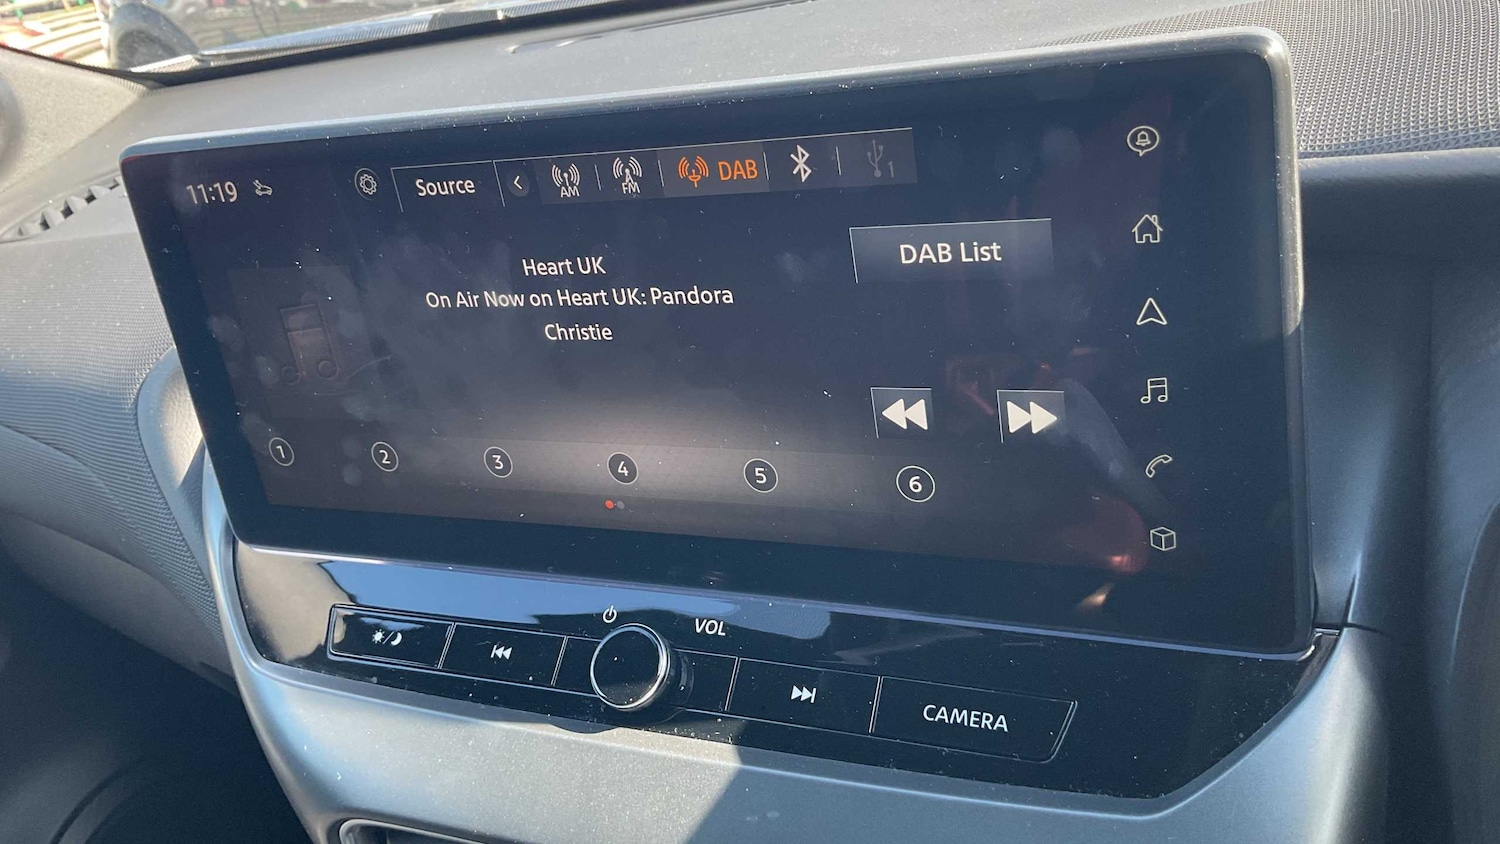 11:19
Source
AM
FM
DAB
1
DAB List
Heart UK
On Air Now on Heart UK: Pandora
Christie
1 2 3 4 5 6
VOL
CAMERA